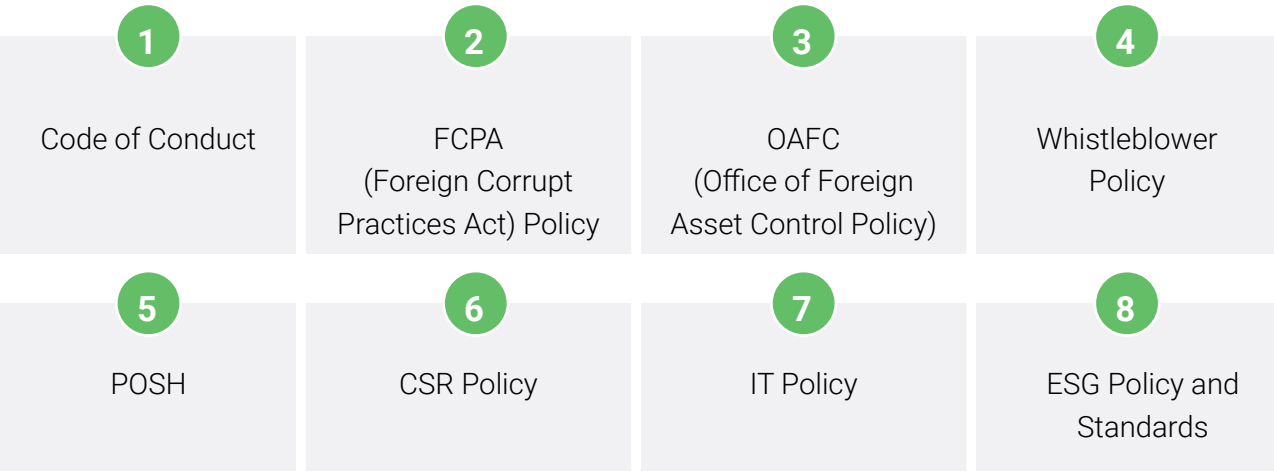 1
Code of Conduct
2
FCPA
(Foreign Corrupt
Practices Act) Policy
3
OAFC
(Office of Foreign
Asset Control Policy)
4
Whistleblower
Policy
5
POSH
6
CSR Policy
7
IT Policy
8
ESG Policy and
Standards